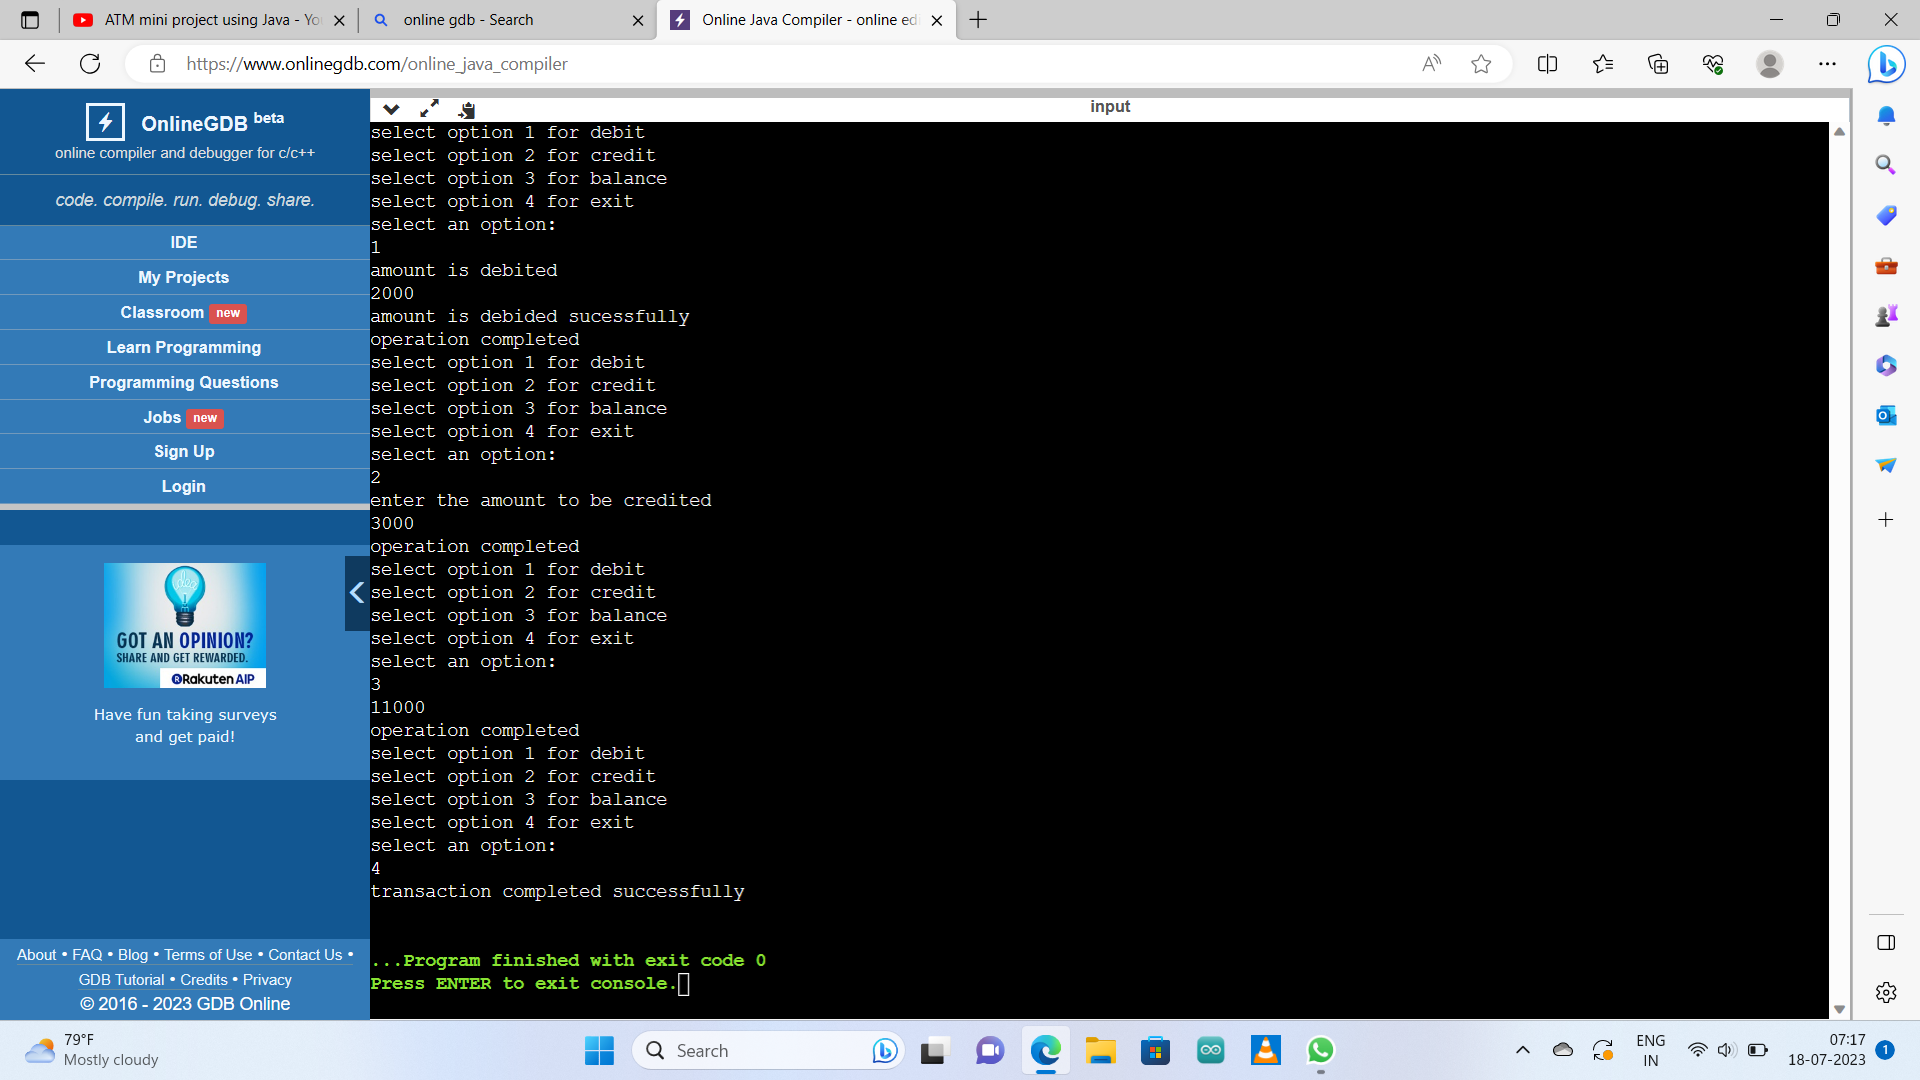 ATM mini project using Java - Yo
online gdb - Search
Online Java Compiler - online ed
https://www.onlinegdb.com/online_java_compiler
OnlineGDB beta
online compiler and debugger for c/c++
code. compile. run. debug. share.
IDE
My Projects
Classroom new
Learn Programming
Programming Questions
Jobs new
Sign Up
Login
GOT AN OPINION?
SHARE AND GET REWARDED.
Rakuten AIP
Have fun taking surveys
and get paid!
About • FAQ • Blog • Terms of Use • Contact Us •
GDB Tutorial • Credits • Privacy
© 2016 - 2023 GDB Online
input
select option 1 for debit
select option 2 for credit
select option 3 for balance
select option 4 for exit
select an option:
1
amount is debited
2000
amount is debided sucessfully
operation completed
select option 1 for debit
select option 2 for credit
select option 3 for balance
select option 4 for exit
select an option:
2
enter the amount to be credited
3000
operation completed
select option 1 for debit
select option 2 for credit
select option 3 for balance
select option 4 for exit
select an option:
3
11000
operation completed
select option 1 for debit
select option 2 for credit
select option 3 for balance
select option 4 for exit
select an option:
4
transaction completed successfully
...Program finished with exit code 0
Press ENTER to exit console.
79°F
Mostly cloudy
Search
ENG
IN
07:17
18-07-2023
1